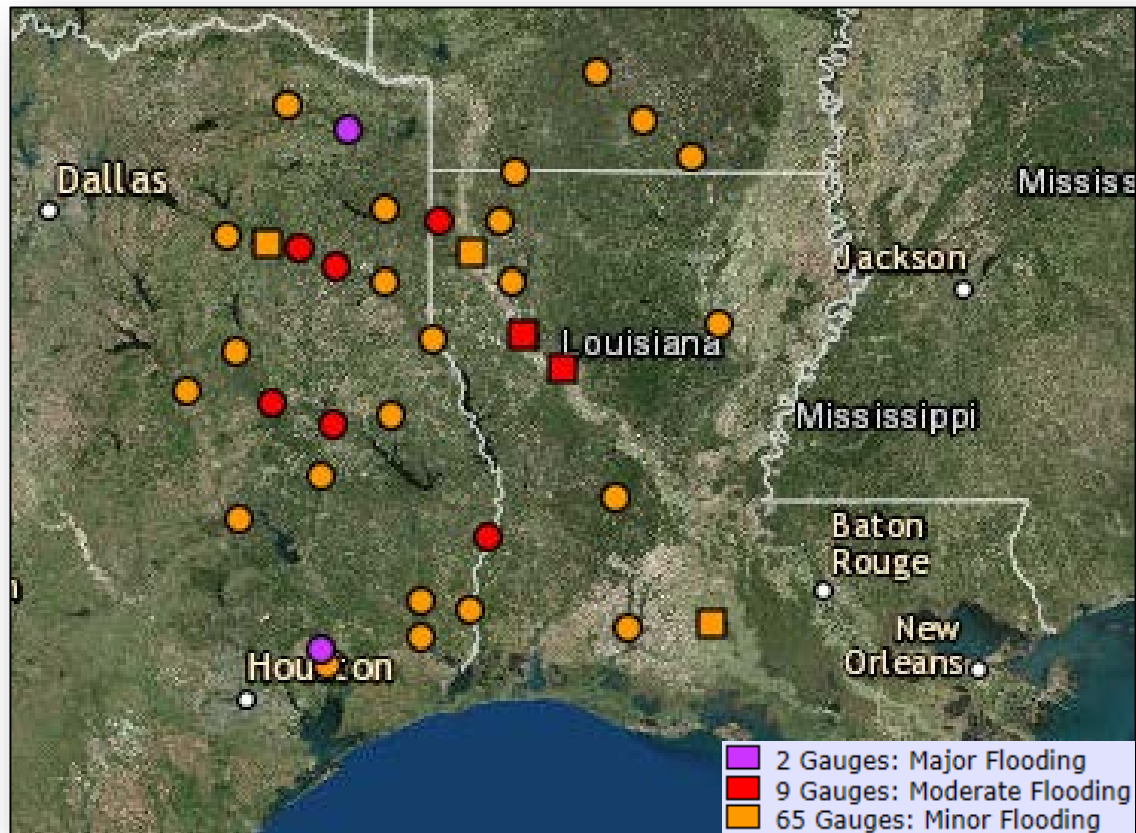 Dallas
Mississ
Jackson
Louisiana
Mississippi
Baton
Rouge
New
Orleans
Houston
2 Gauges: Major Flooding
9 Gauges: Moderate Flooding
65 Gauges: Minor Flooding